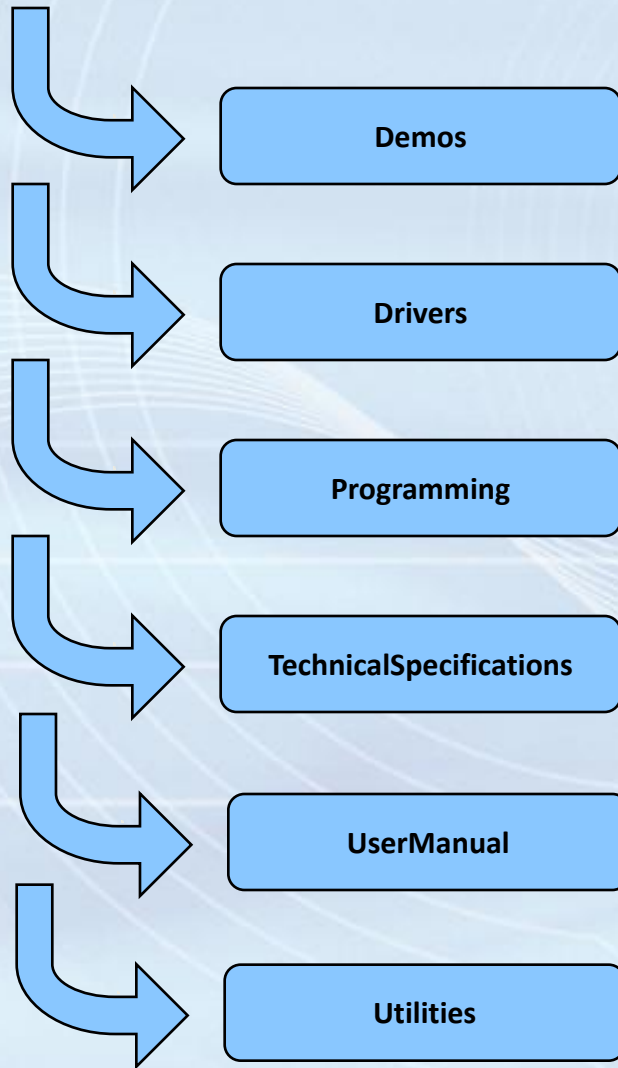 Demos
Drivers
Programming
TechnicalSpecifications
UserManual
Utilities